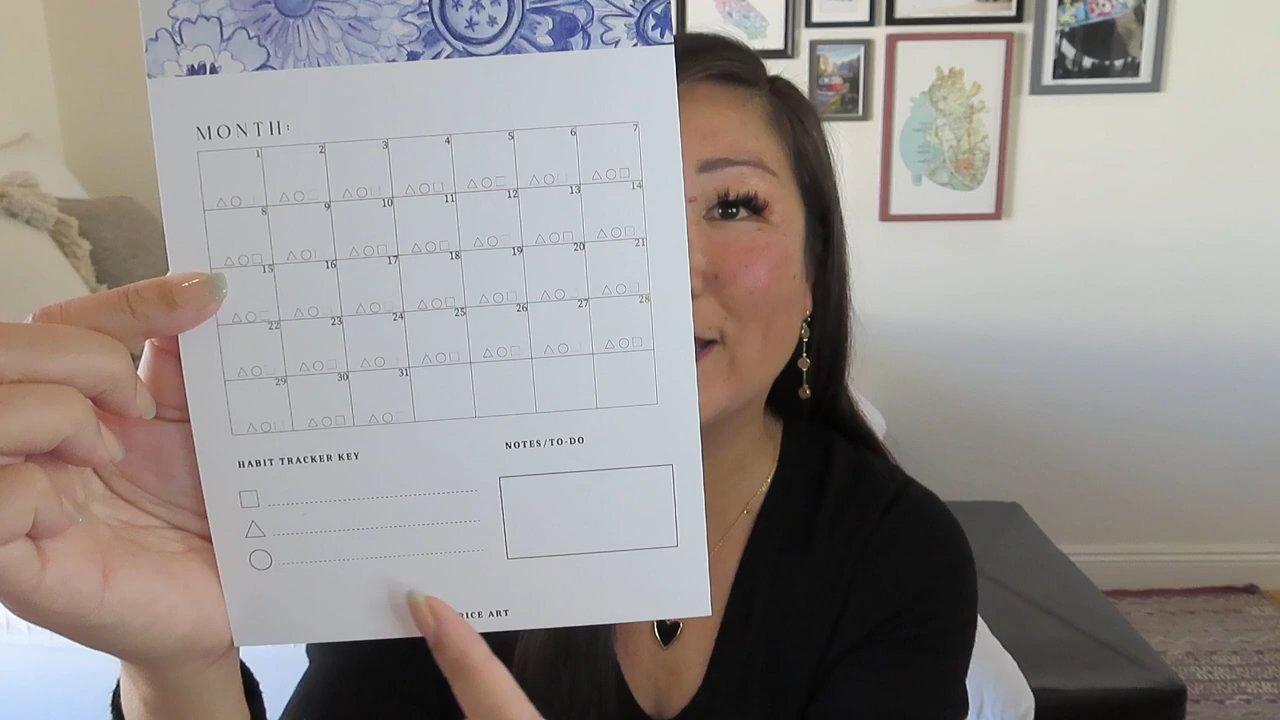 MONTH:
1 2 3 4 5 6 7
8 9 10 11 12 13 14
15 16 17 18 19 20 21
22 23 24 25 26 27 28
29 30 31
HABIT TRACKER KEY
NOTES/TO-DO
ART